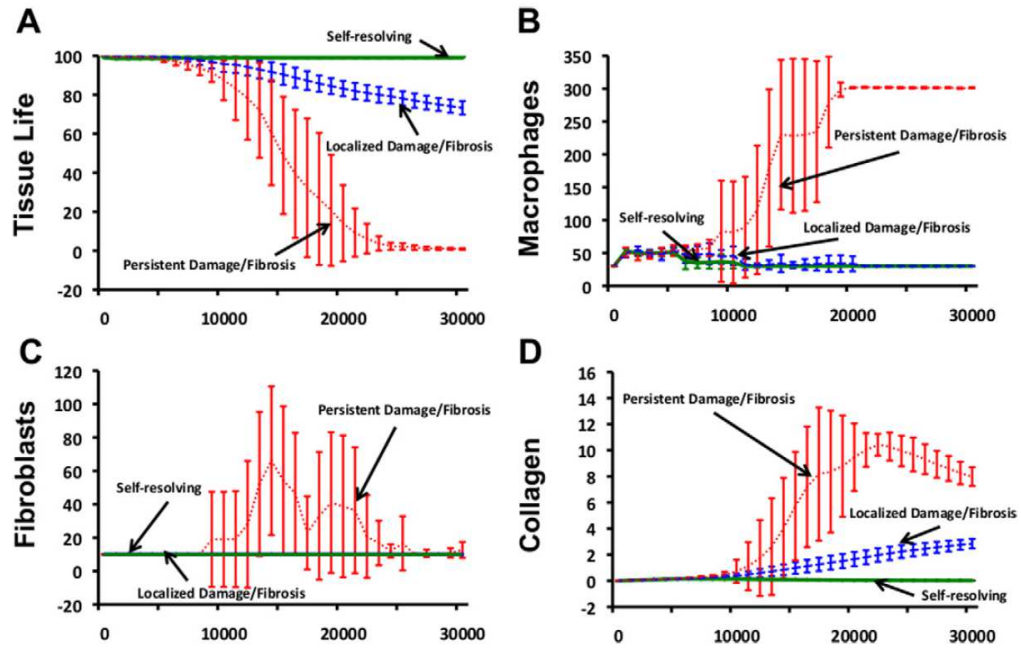 A
Tissue Life
100
80
60
40
20
0
-20
Self-resolving
Localized Damage/Fibrosis
Persistent Damage/Fibrosis
0 10000 20000 30000
B
Macrophages
350
300
250
200
150
100
50
0
Persistent Damage/Fibrosis
Self-resolving
Localized Damage/Fibrosis
0 10000 20000 30000
C
Fibroblasts
120
100
80
60
40
20
0
-20
Persistent Damage/Fibrosis
Self-resolving
Localized Damage/Fibrosis
0 10000 20000 30000
D
Collagen
16
14
12
10
8
6
4
2
0
-2
Persistent Damage/Fibrosis
Localized Damage/Fibrosis
Self-resolving
0 10000 20000 30000